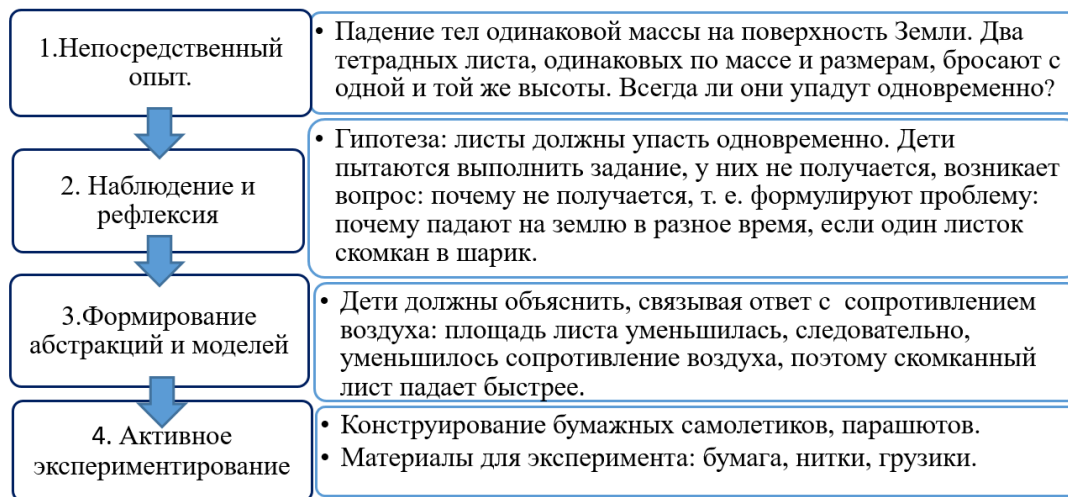 1.Непосредственный
опыт.
• Падение тел одинаковой массы на поверхность Земли. Два
тетрадных листа, одинаковых по массе и размерам, бросают с
одной и той же высоты. Всегда ли они упадут одновременно?
2. Наблюдение и
рефлексия
• Гипотеза: листы должны упасть одновременно. Дети
пытаются выполнить задание, у них не получается, возникает
вопрос: почему не получается, т. е. формулируют проблему:
почему падают на землю в разное время, если один листок
скомкан в шарик.
3.Формирование
абстракций и моделей
• Дети должны объяснить, связывая ответ с сопротивлением
воздуха: площадь листа уменьшилась, следовательно,
уменьшилось сопротивление воздуха, поэтому скомканный
лист падает быстрее.
4. Активное
экспериментирование
• Конструирование бумажных самолетиков, парашютов.
• Материалы для эксперимента: бумага, нитки, грузики.